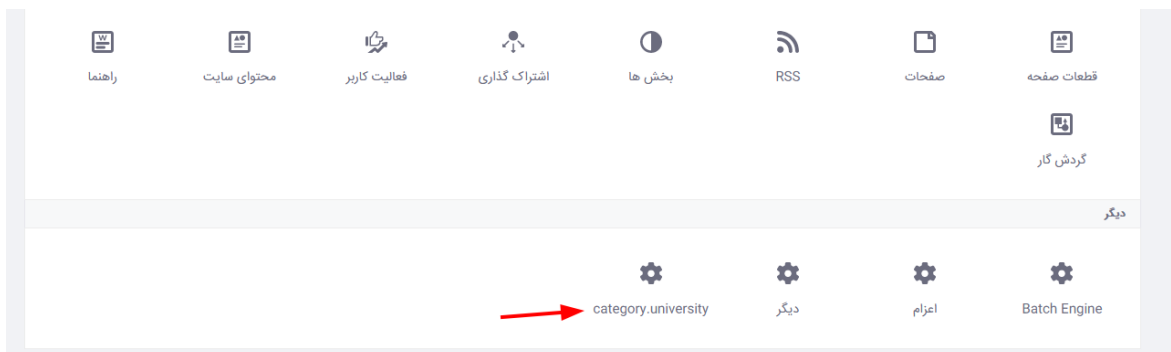 قطعات صفحه
صفحات
RSS
بخش ها
اشتراک گذاری
فعالیت کاربر
محتوای سایت
راهنما
گردش گار
دیگر
Batch Engine
اعزام
دیگر
category.university